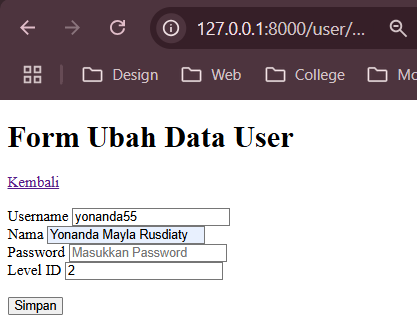 127.0.0.1:8000/user/...
Design Web College Mc
Form Ubah Data User
Kembali
Username yonanda55
Nama Yonanda Mayla Rusdiaty
Password Masukkan Password
Level ID 2
Simpan